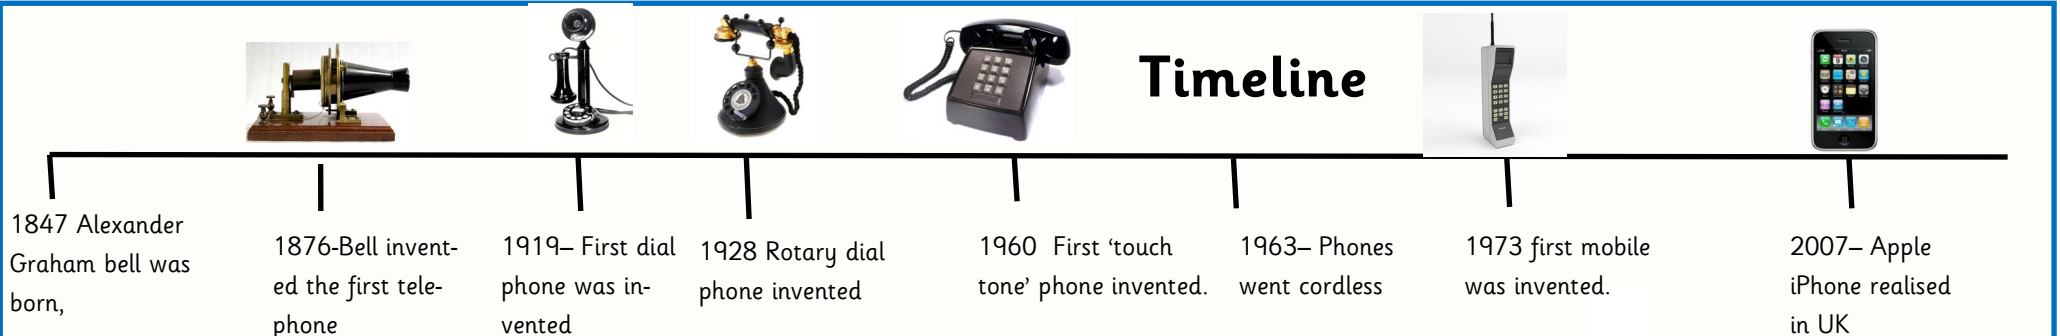 Timeline
1847 Alexander
Graham bell was
born,
1876-Bell invent-
ed the first tele-
phone
1919– First dial
phone was in-
vented
1928 Rotary dial
phone invented
1960  First ‘touch
tone’ phone invented.
1963– Phones
went cordless
1973 first mobile
was invented.
2007– Apple
iPhone realised
in UK